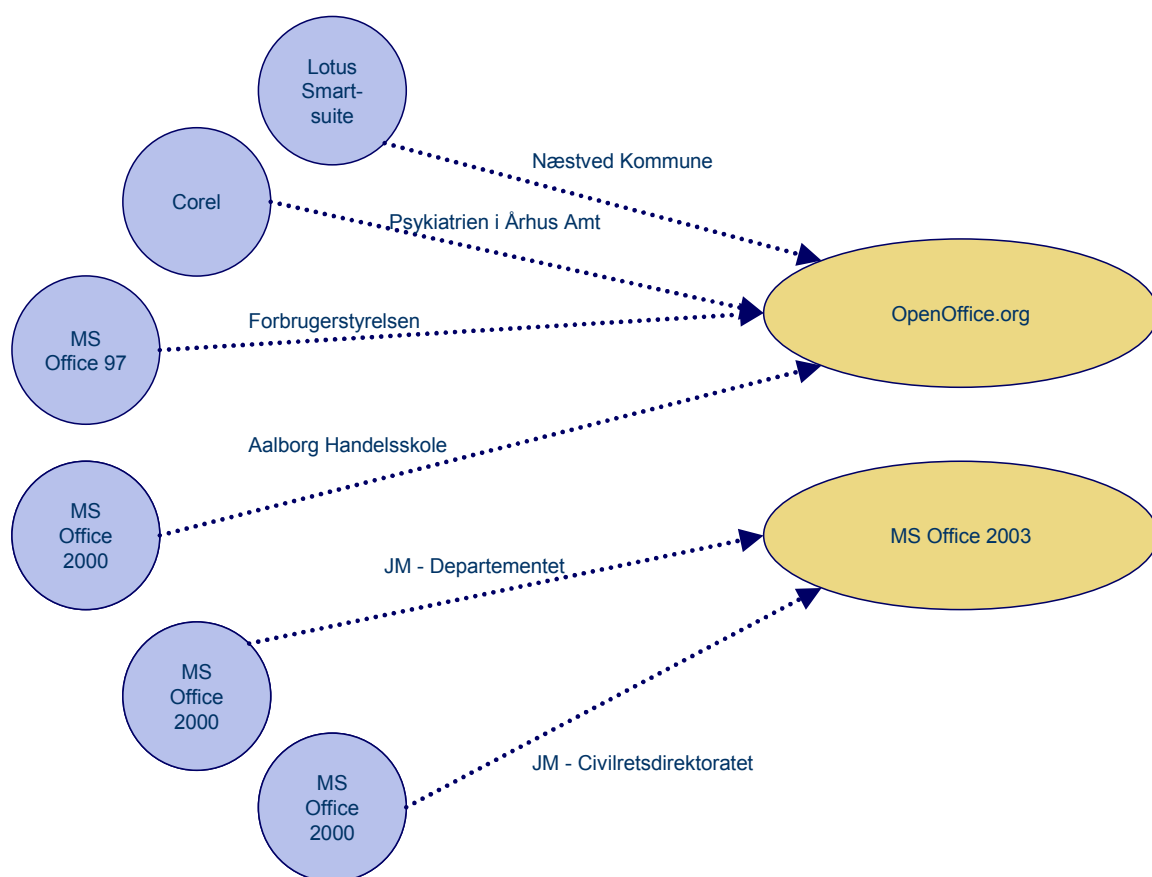 Lotus
Smart-
suite
Næstved Kommune
Corel
Psykiatrien i Århus Amt
OpenOffice.org
Forbrugerstyrelsen
MS
Office 97
Aalborg Handelsskole
MS
Office
2000
MS Office 2003
JM - Departementet
MS
Office
2000
JM - Civilretsdirektoratet
MS
Office
2000